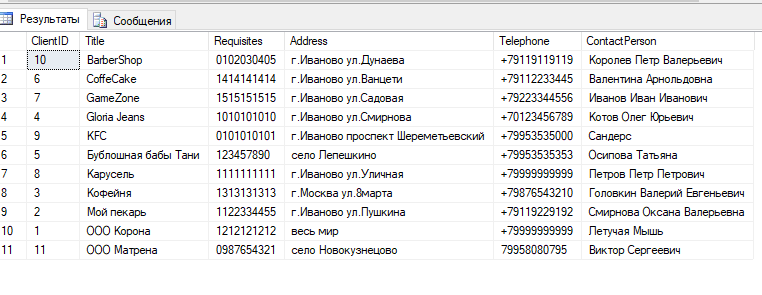 Результаты Сообщения
ClientID Title Requisites Address Telephone ContactPerson
1 10 BarberShop 0102030405 г.Иваново ул.Дунаева +79119119119 Королев Петр Валерьевич
2 6 CoffeCake 1414141414 г.Иваново ул.Ванцети +79112233445 Валентина Арнольдовна
3 7 GameZone 1515151515 г.Иваново ул.Садовая +79223344556 Иванов Иван Иванович
4 4 Gloria Jeans 1010101010 г.Иваново ул.Смирнова +70123456789 Котов Олег Юрьевич
5 9 KFC 0101010101 г.Иваново проспект Шереметьевский +79953535000 Сандерс
6 5 Бублошная бабы Тани 123457890 село Лепешкино +79953535353 Осипова Татьяна
7 8 Карусель 1111111111 г.Иваново ул.Уличная +79999999999 Петров Петр Петрович
8 3 Кофейня 1313131313 г.Москва ул.8марта +79876543210 Головкин Валерий Евгеньевич
9 2 Мой пекарь 1122334455 г.Иваново ул.Пушкина +79119229192 Смирнова Оксана Валерьевна
10 1 ООО Корона 1212121212 весь мир +79999999999 Летучая Мышь
11 11 ООО Матрена 0987654321 село Новокузнецово 79958080795 Виктор Сергеевич